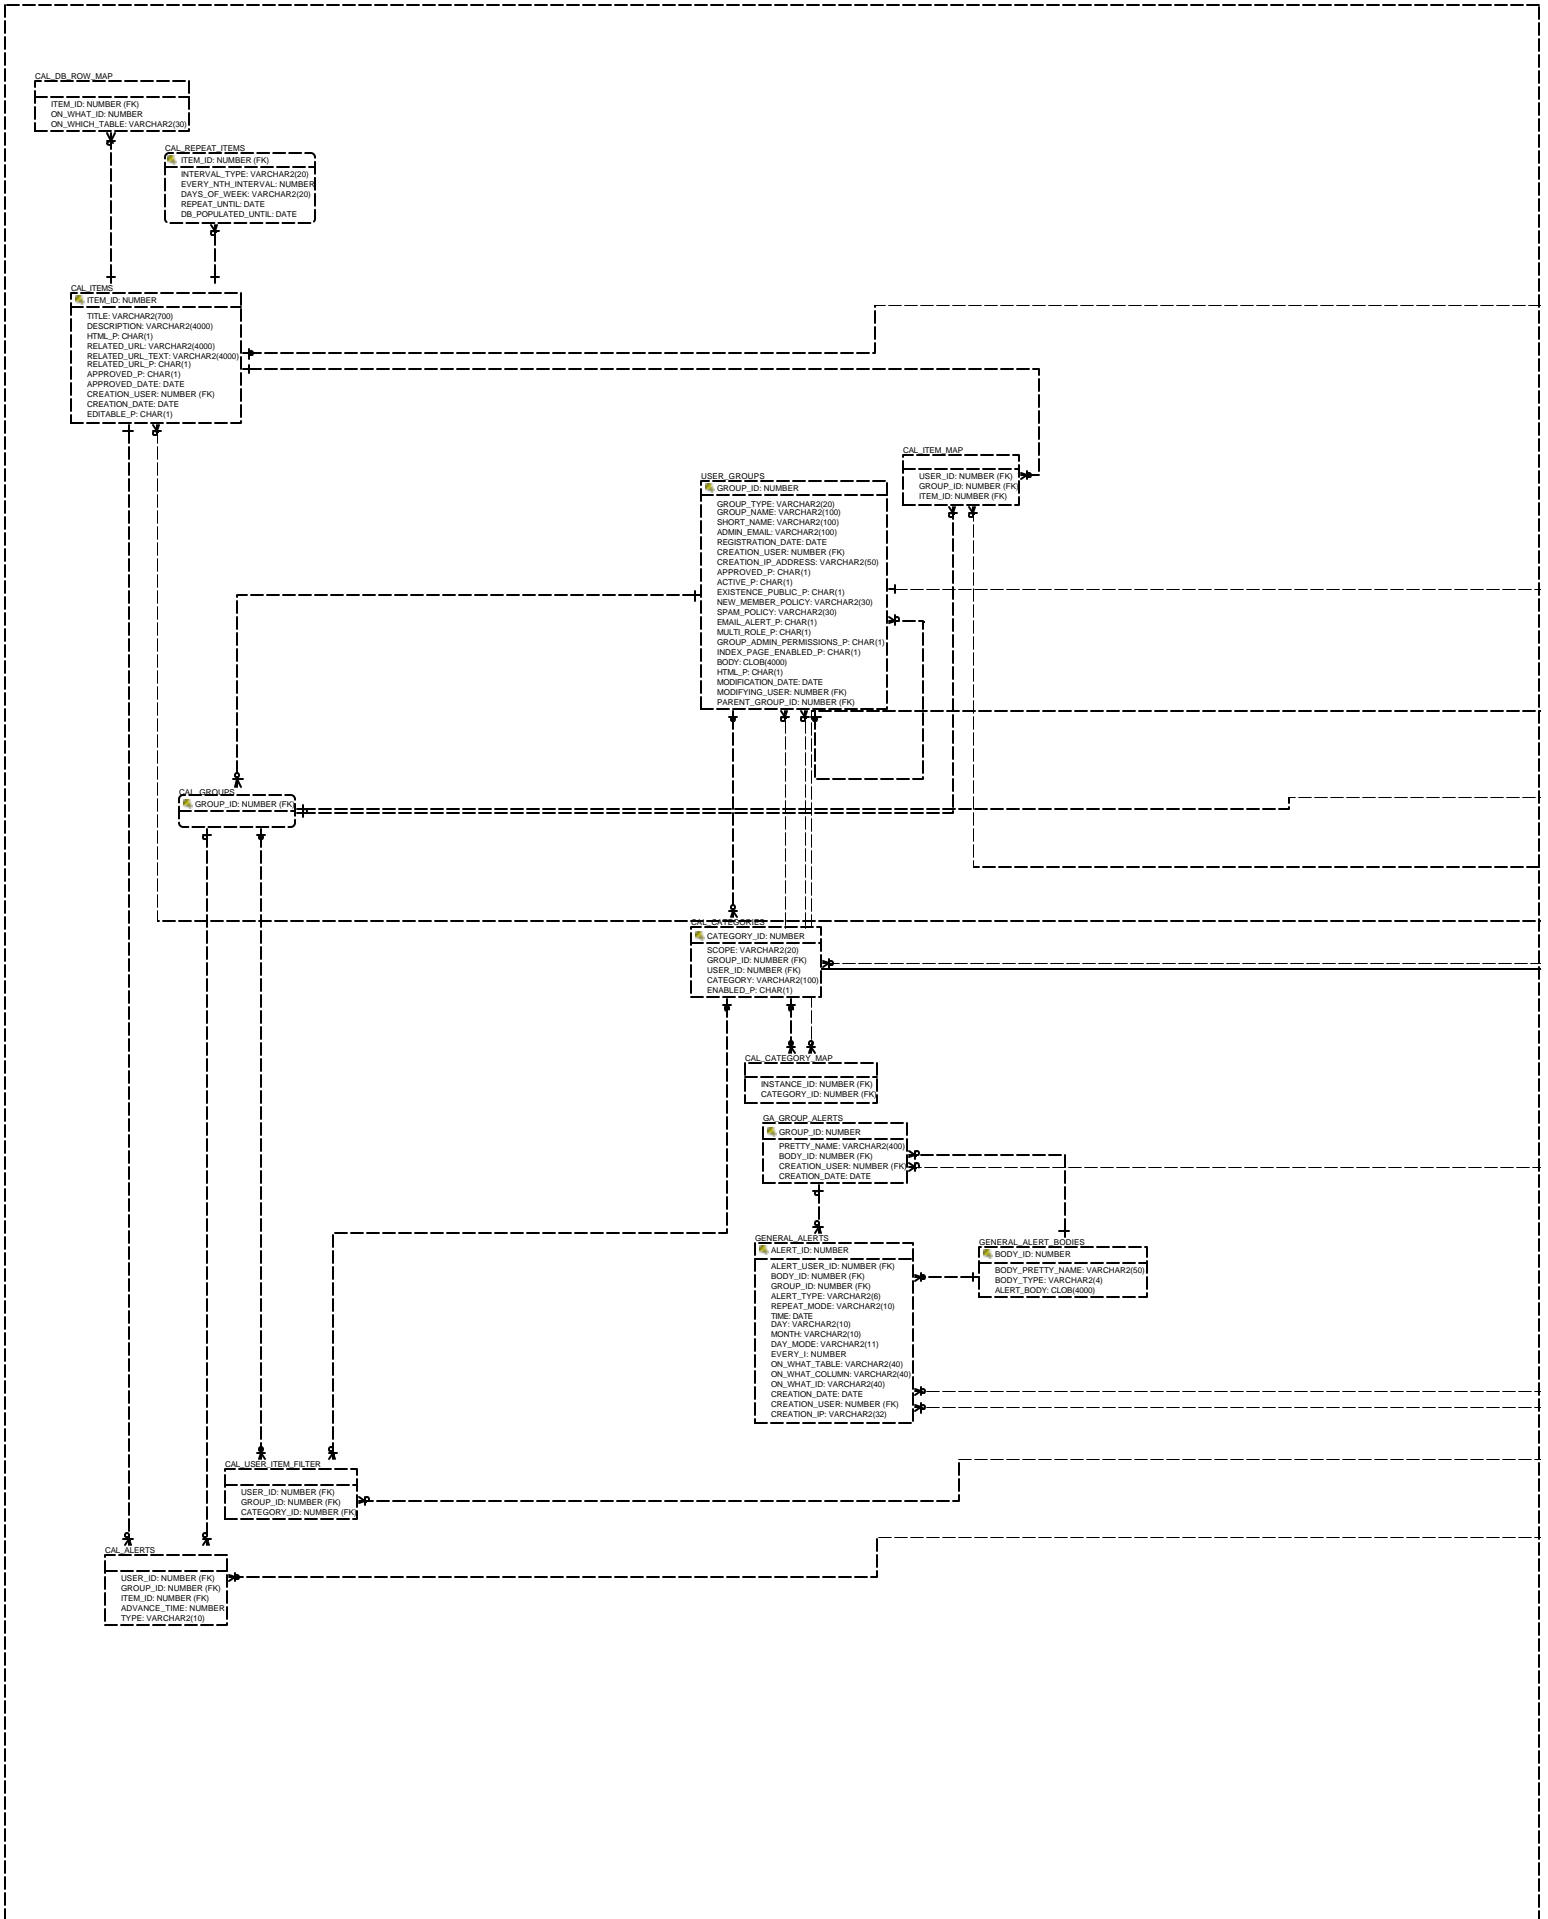 CAL_DB_ROW_MAP
ITEM_ID: NUMBER (FK)
ON_WHAT_ID: NUMBER
ON_WHICH_TABLE: VARCHAR2(30)
CAL_REPEAT_ITEMS
ITEM_ID: NUMBER (FK)
INTERVAL_TYPE: VARCHAR2(20)
EVERY_NTH_INTERVAL: NUMBER
DAYS_OF_WEEK: VARCHAR2(20)
REPEAT_UNTIL: DATE
DB_POPULATED_UNTIL: DATE
CAL_ITEMS
ITEM_ID: NUMBER
TITLE: VARCHAR2(700)
DESCRIPTION: VARCHAR2(4000)
HTML_P: CHAR(1)
RELATED_URL: VARCHAR2(4000)
RELATED_URL_TEXT: VARCHAR2(4000)
RELATED_URL_P: CHAR(1)
APPROVED_P: CHAR(1)
APPROVED_DATE: DATE
CREATION_USER: NUMBER (FK)
CREATION_DATE: DATE
EDITABLE_P: CHAR(1)
CAL_ITEM_MAP
USER_ID: NUMBER (FK)
GROUP_ID: NUMBER (FK)
ITEM_ID: NUMBER (FK)
USER_GROUPS
GROUP_ID: NUMBER
GROUP_TYPE: VARCHAR2(20)
GROUP_NAME: VARCHAR2(100)
SHORT_NAME: VARCHAR2(100)
ADMIN_EMAIL: VARCHAR2(100)
REGISTRATION_DATE: DATE
CREATION_USER: NUMBER (FK)
CREATION_IP_ADDRESS: VARCHAR2(50)
APPROVED_P: CHAR(1)
ACTIVE_P: CHAR(1)
EXISTENCE_PUBLIC_P: CHAR(1)
NEW_MEMBER_POLICY: VARCHAR2(30)
SPAM_POLICY: VARCHAR2(30)
EMAIL_ALERT_P: CHAR(1)
MULTI_ROLE_P: CHAR(1)
GROUP_ADMIN_PERMISSIONS_P: CHAR(1)
INDEX_PAGE_ENABLED_P: CHAR(1)
BODY: CLOB(4000)
HTML_P: CHAR(1)
MODIFICATION_DATE: DATE
MODIFYING_USER: NUMBER (FK)
PARENT_GROUP_ID: NUMBER (FK)
CAL_GROUPS
GROUP_ID: NUMBER (FK)
CAL_CATEGORIES
CATEGORY_ID: NUMBER
SCOPE: VARCHAR2(20)
GROUP_ID: NUMBER (FK)
USER_ID: NUMBER (FK)
CATEGORY: VARCHAR2(100)
ENABLED_P: CHAR(1)
CAL_CATEGORY_MAP
INSTANCE_ID: NUMBER (FK)
CATEGORY_ID: NUMBER (FK)
GA_GROUP_ALERTS
GROUP_ID: NUMBER
PRETTY_NAME: VARCHAR2(400)
BODY_ID: NUMBER (FK)
CREATION_USER: NUMBER (FK)
CREATION_DATE: DATE
GENERAL_ALERTS
ALERT_ID: NUMBER
ALERT_USER_ID: NUMBER (FK)
BODY_ID: NUMBER (FK)
GROUP_ID: NUMBER (FK)
ALERT_TYPE: VARCHAR2(6)
REPEAT_MODE: VARCHAR2(10)
TIME: DATE
DAY: VARCHAR2(10)
MONTH: VARCHAR2(10)
DAY_MODE: VARCHAR2(11)
EVERY_I: NUMBER
ON_WHAT_TABLE: VARCHAR2(40)
ON_WHAT_COLUMN: VARCHAR2(40)
ON_WHAT_ID: VARCHAR2(40)
CREATION_DATE: DATE
CREATION_USER: NUMBER (FK)
CREATION_IP: VARCHAR2(32)
GENERAL_ALERT_BODIES
BODY_ID: NUMBER
BODY_PRETTY_NAME: VARCHAR2(50)
BODY_TYPE: VARCHAR2(4)
ALERT_BODY: CLOB(4000)
CAL_USER_ITEM_FILTER
USER_ID: NUMBER (FK)
GROUP_ID: NUMBER (FK)
CATEGORY_ID: NUMBER (FK)
CAL_ALERTS
USER_ID: NUMBER (FK)
GROUP_ID: NUMBER (FK)
ITEM_ID: NUMBER (FK)
ADVANCE_TIME: NUMBER
TYPE: VARCHAR2(10)